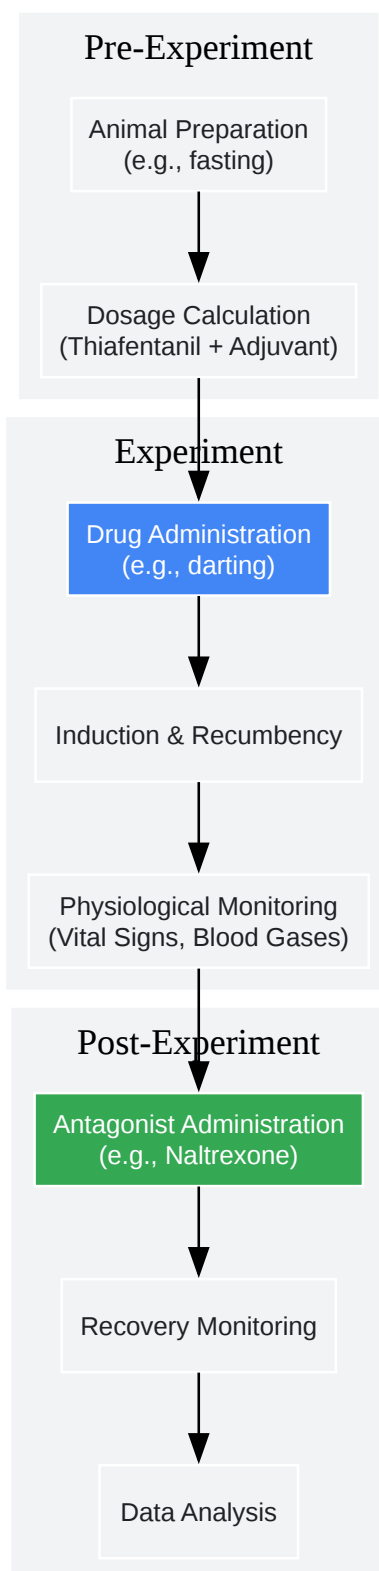 Pre-Experiment
Animal Preparation
(e.g., fasting)
Dosage Calculation
(Thiafentanil + Adjuvant)
Experiment
Drug Administration
(e.g., darting)
Induction & Recumbency
Physiological Monitoring
(Vital Signs, Blood Gases)
Post-Experiment
Antagonist Administration
(e.g., Naltrexone)
Recovery Monitoring
Data Analysis